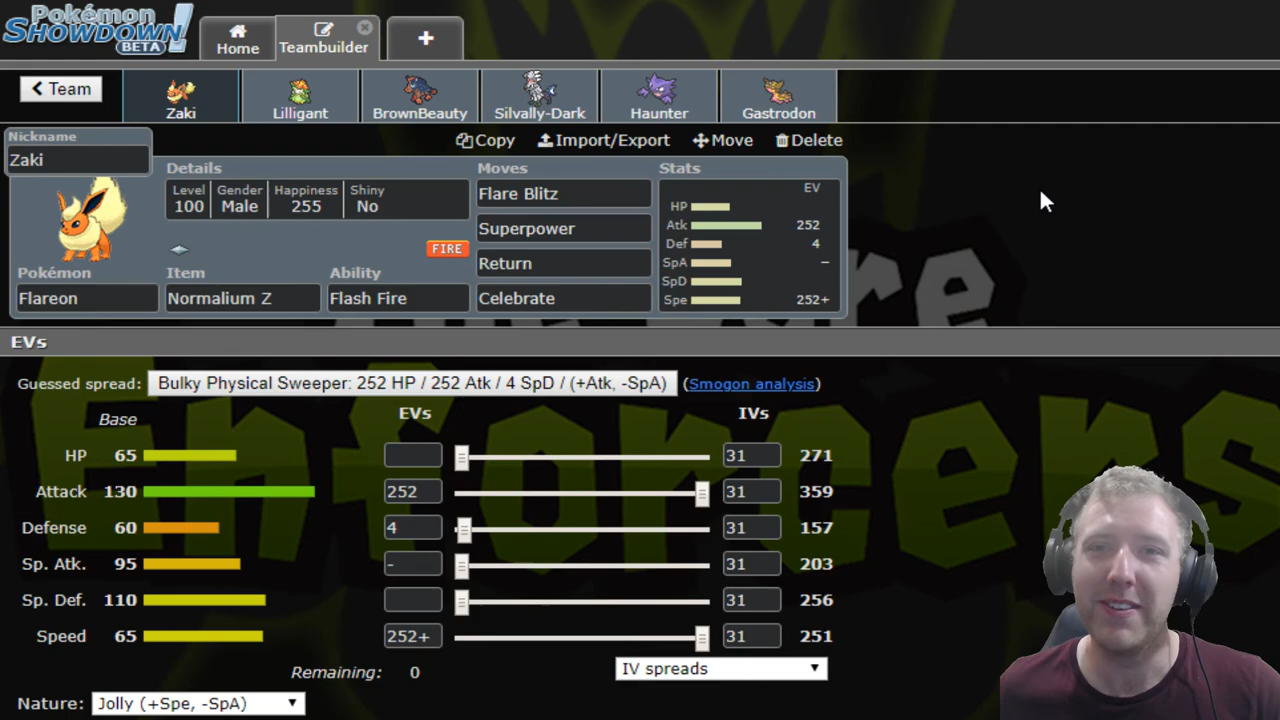 Pokémon
SHOWDOWN!
BETA
Home
Teambuilder
+
< Team
Zaki
Lilligant
BrownBeauty
Silvally-Dark
Haunter
Gastrodon
Nickname
Zaki
Copy Import/Export Move Delete
Details
Level Gender Happiness Shiny
100 Male 255 No
FIRE
Pokémon Item Ability
Flareon Normalium Z Flash Fire
Moves
Flare Blitz
Superpower
Return
Celebrate
Stats
EV
HP
Atk 252
Def 4
SpA –
SpD
Spe 252+
EVs
Guessed spread: Bulky Physical Sweeper: 252 HP / 252 Atk / 4 SpD / (+Atk, -SpA) (Smogon analysis)
Base EVs IVs
HP 65 31 271
Attack 130 252 31 359
Defense 60 4 31 157
Sp. Atk. 95 - 31 203
Sp. Def. 110 31 256
Speed 65 252+ 31 251
Remaining: 0 IV spreads
Nature: Jolly (+Spe, -SpA)
Enforcers